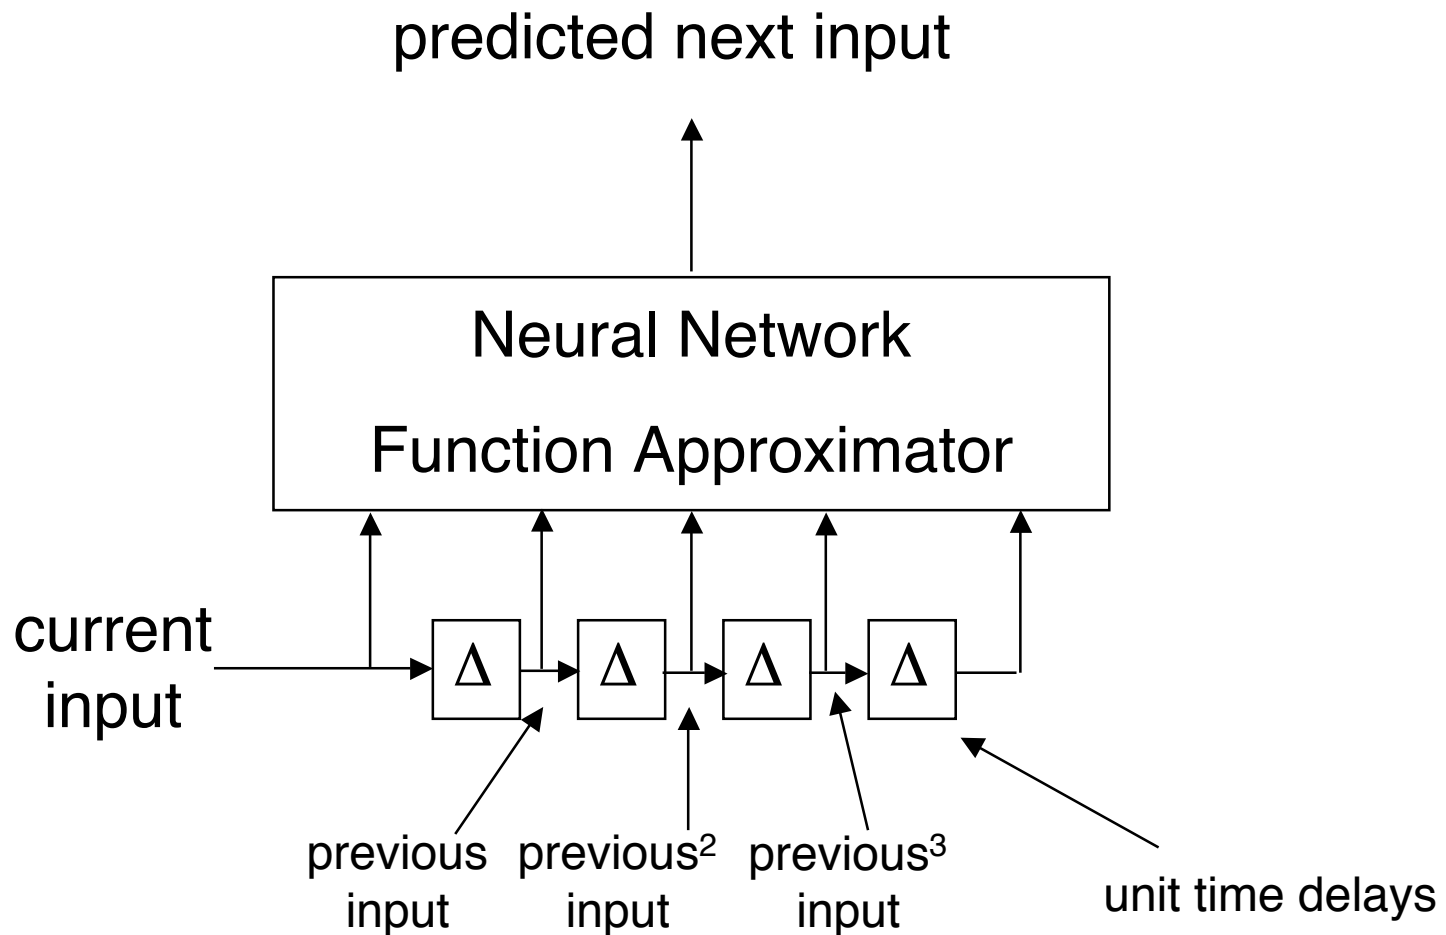 predicted next input
Neural Network
Function Approximator
current
input
Δ Δ Δ Δ
previous
input
previous²
input
previous³
input
unit time delays